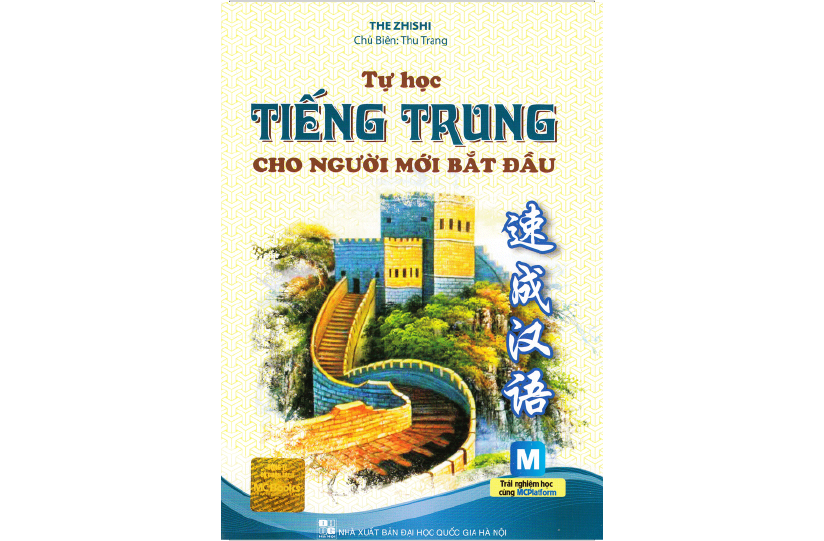 THE ZHISHI
Chủ Biên: Thu Trang
Tự học
TIẾNG TRUNG
CHO NGƯỜI MỚI BẮT ĐẦU
速成汉语
M
Trải nghiệm học
cùng MCPlatform
MCBooks
NHÀ XUẤT BẢN ĐẠI HỌC QUỐC GIA HÀ NỘI